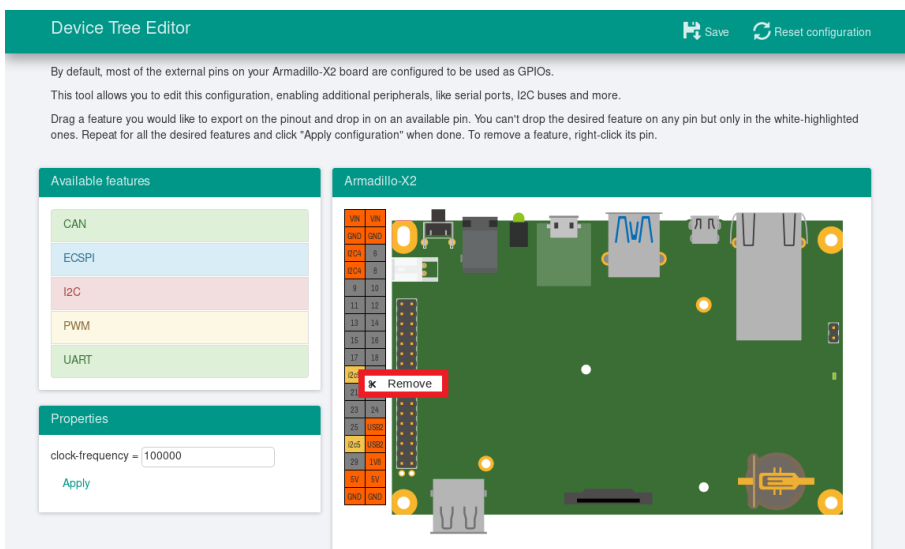 Device Tree Editor
Save
Reset configuration
By default, most of the external pins on your Armadillo-X2 board are configured to be used as GPIOs.
This tool allows you to edit this configuration, enabling additional peripherals, like serial ports, I2C buses and more.
Drag a feature you would like to export on the pinout and drop in on an available pin. You can't drop the desired feature on any pin but only in the white-highlighted
ones. Repeat for all the desired features and click "Apply configuration" when done. To remove a feature, right-click its pin.
Available features
CAN
ECSPI
I2C
PWM
UART
Properties
clock-frequency = 100000
Apply
Armadillo-X2
VIN VIN
GND GND
I2C4 6
I2C4 8
9 10
11 12
13 14
15 16
17 18
Remove
23 24
25 USB2
i2c5 USB2
29 1V8
5V 5V
GND GND